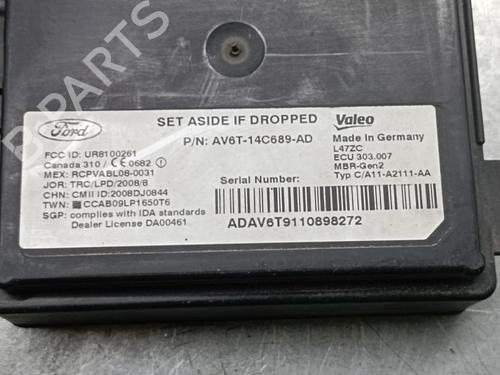 B-PARTS
Ford
SET ASIDE IF DROPPED
Valeo
P/N: AV6T-14C689-AD
Made in Germany
L47ZC
ECU 303.007
MBR-Gen2
Typ C/A11-A2111-AA
FCC ID: UR8100261
Canada 310 / CE 0682
MEX: RCPVABL08-0031
JOR: TRC/LPD/2008/8
CHN: CMII ID:2008DJ0844
TWN: CCAB09LP1650T6
SGP: complies with IDA standards
Dealer License DA00461
Serial Number:
ADAV6T9110898272